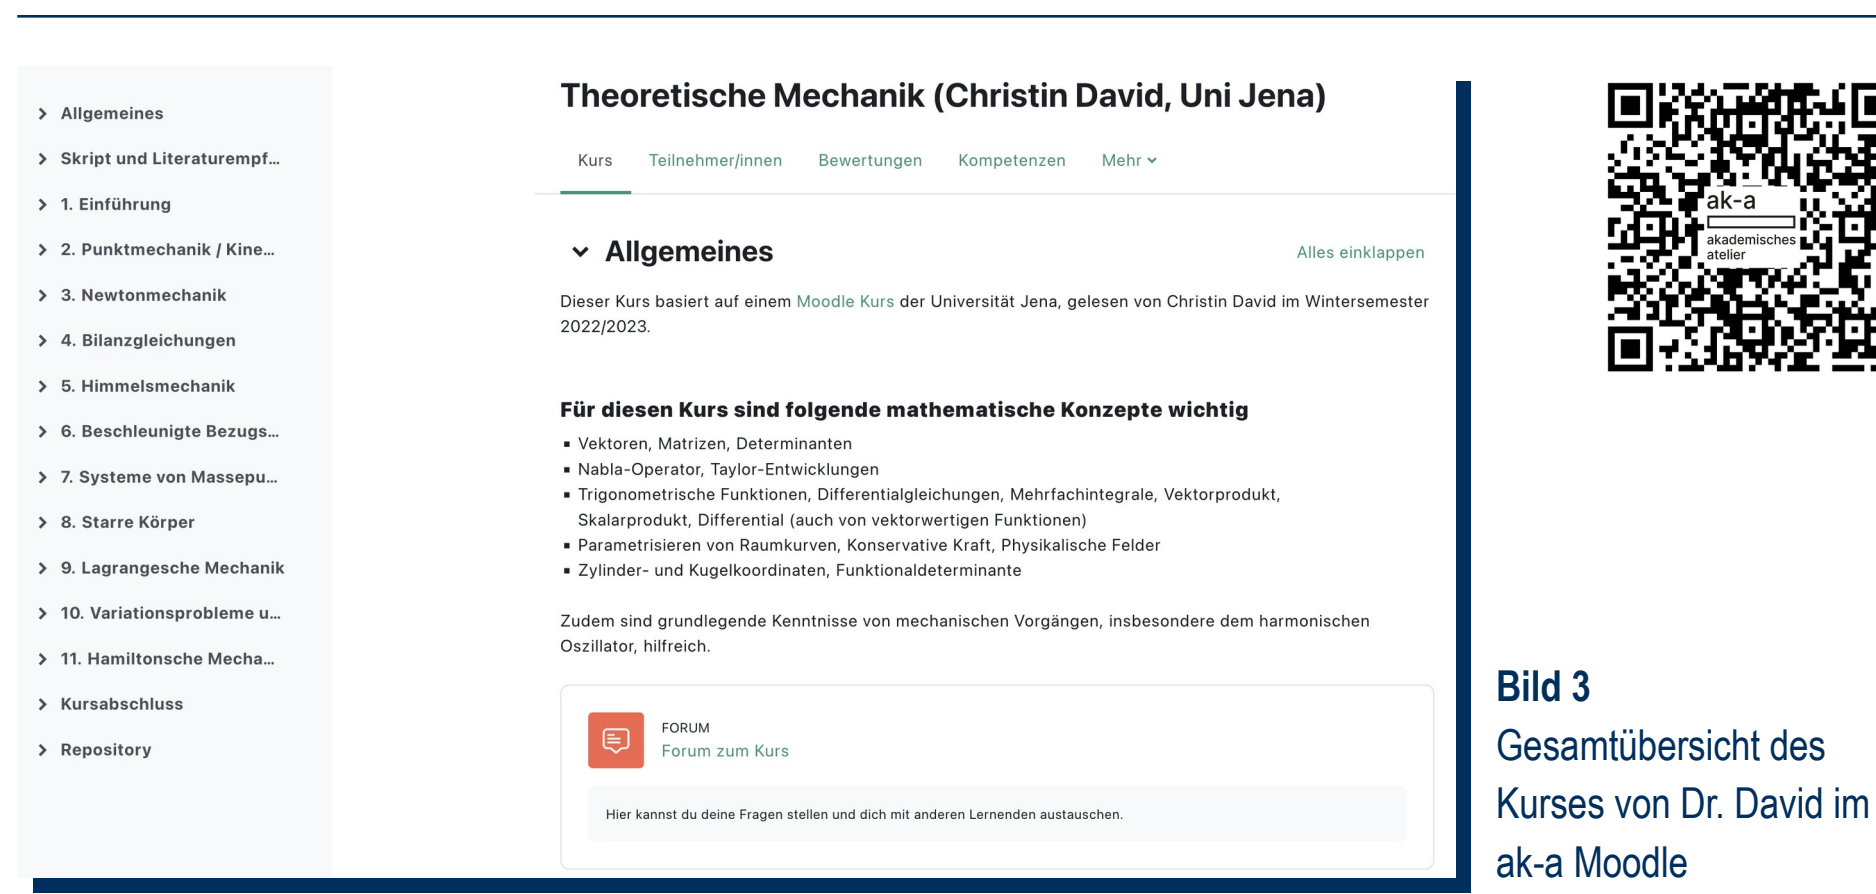 Allgemeines
Skript und Literaturempf...
1. Einführung
2. Punktmechanik / Kine...
3. Newtonmechanik
4. Bilanzgleichungen
5. Himmelsmechanik
6. Beschleunigte Bezugs...
7. Systeme von Massepu...
8. Starre Körper
9. Lagrangesche Mechanik
10. Variationsprobleme u...
11. Hamiltonsche Mecha...
Kursabschluss
Repository
Theoretische Mechanik (Christin David, Uni Jena)
Kurs Teilnehmer/innen Bewertungen Kompetenzen Mehr
Allgemeines Alles einklappen
Dieser Kurs basiert auf einem Moodle Kurs der Universität Jena, gelesen von Christin David im Wintersemester
2022/2023.
Für diesen Kurs sind folgende mathematische Konzepte wichtig
▪ Vektoren, Matrizen, Determinanten
▪ Nabla-Operator, Taylor-Entwicklungen
▪ Trigonometrische Funktionen, Differentialgleichungen, Mehrfachintegrale, Vektorprodukt,
Skalarprodukt, Differential (auch von vektorwertigen Funktionen)
▪ Parametrisieren von Raumkurven, Konservative Kraft, Physikalische Felder
▪ Zylinder- und Kugelkoordinaten, Funktionaldeterminante
Zudem sind grundlegende Kenntnisse von mechanischen Vorgängen, insbesondere dem harmonischen
Oszillator, hilfreich.
FORUM
Forum zum Kurs
Hier kannst du deine Fragen stellen und dich mit anderen Lernenden austauschen.
ak-a
akademisches
atelier
Bild 3
Gesamtübersicht des
Kurses von Dr. David im
ak-a Moodle